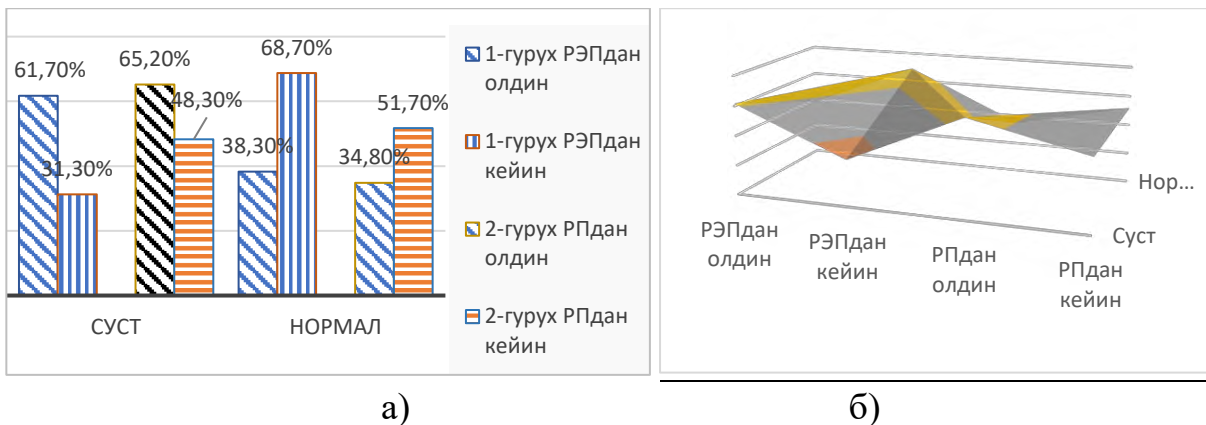 61,70%
31,30%
65,20%
48,30%
38,30%
68,70%
34,80%
51,70%
СУСТ
НОРМАЛ
1-гурух РЭПдан
олдин
1-гурух РЭПдан
кейин
2-гурух РПдан
олдин
2-гурух РПдан
кейин
а)
Нор...
Суст
РЭПдан
олдин
РЭПдан
кейин
РПдан
олдин
РПдан
кейин
б)